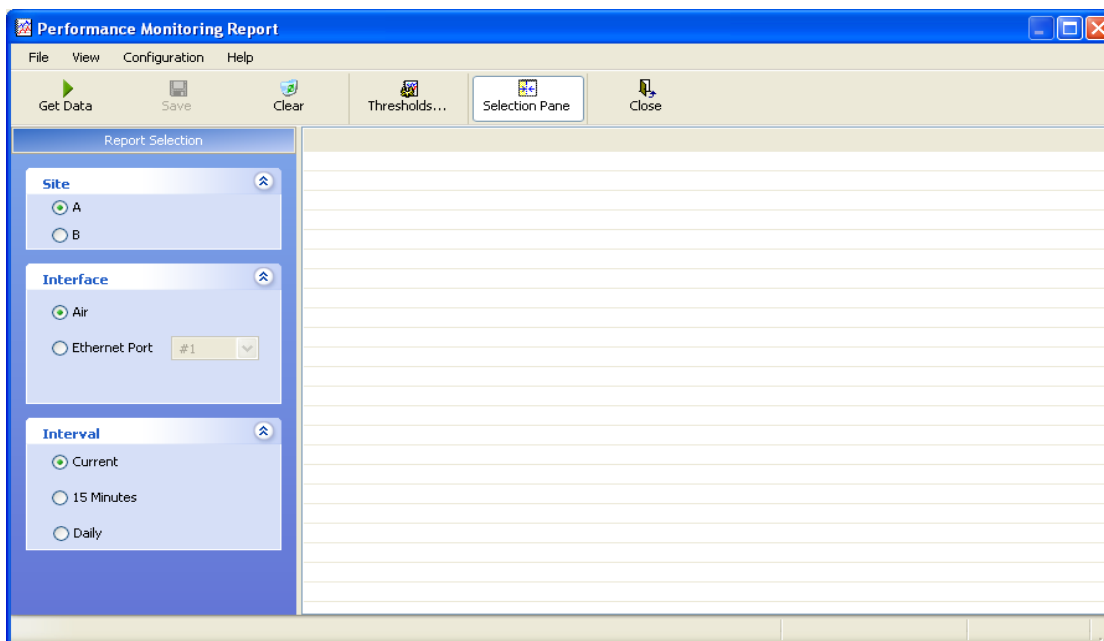 Performance Monitoring Report
File View Configuration Help
Get Data Save Clear Thresholds... Selection Pane Close
Report Selection
Site
A
B
Interface
Air
Ethernet Port #1
Interval
Current
15 Minutes
Daily